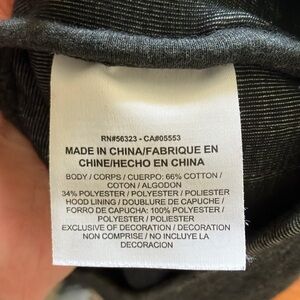 RN#56323 - CA#05553
MADE IN CHINA/FABRIQUE EN
CHINE/HECHO EN CHINA
BODY / CORPS / CUERPO: 66% COTTON /
COTON / ALGODON
34% POLYESTER / POLYESTER / POLIESTER
HOOD LINING / DOUBLURE DE CAPUCHE /
FORRO DE CAPUCHA: 100% POLYESTER /
POLYESTER / POLIESTER
EXCLUSIVE OF DECORATION / DECORATION
NON COMPRISE / NO INCLUYE LA
DECORACION